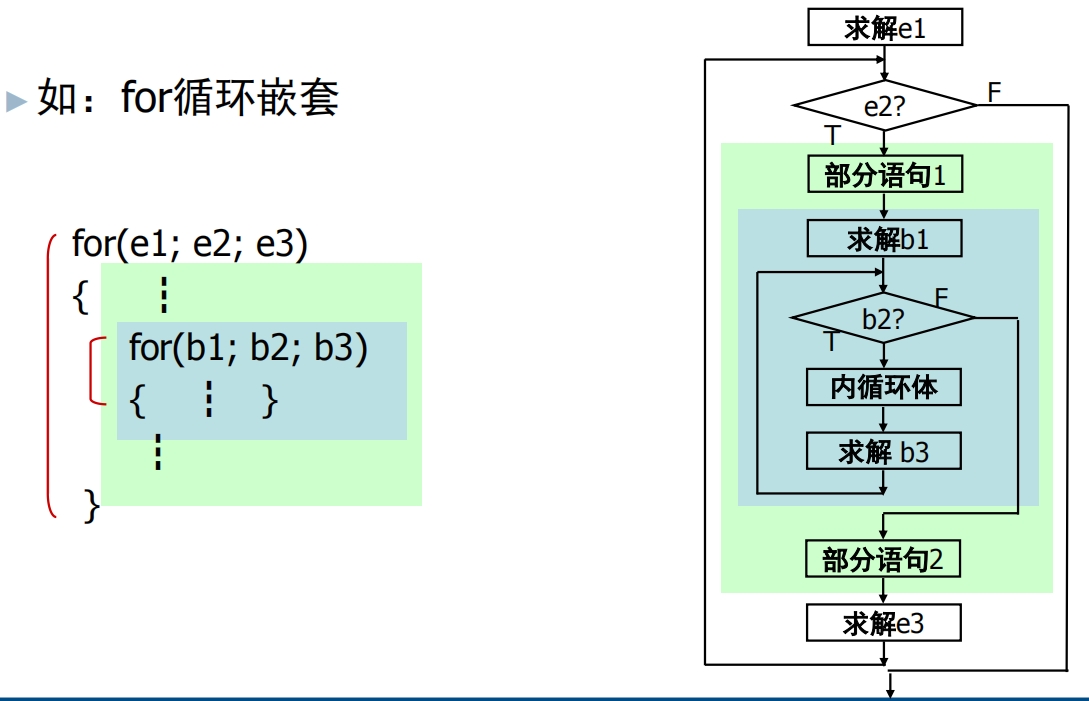 如：for循环嵌套
for(e1; e2; e3)
{ ⋮
for(b1; b2; b3)
{ ⋮ }
⋮
}
求解e1
e2?
F
T
部分语句1
求解b1
b2?
F
T
内循环体
求解 b3
部分语句2
求解e3